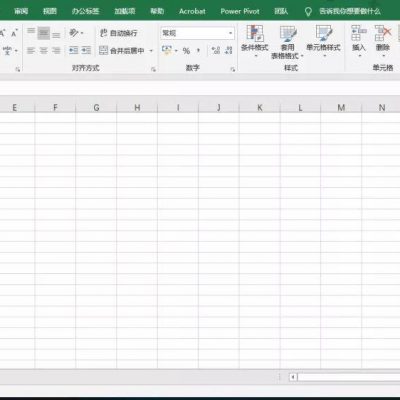 审阅 视图 办公标签 加载项 帮助 Acrobat Power Pivot 团队 告诉我你想要做什么
自动换行 常规 条件格式 套用 单元格样式 插入 删除
合并后居中 % 表格格式
对齐方式 数字 样式 单元格
E F G H I J K L M N